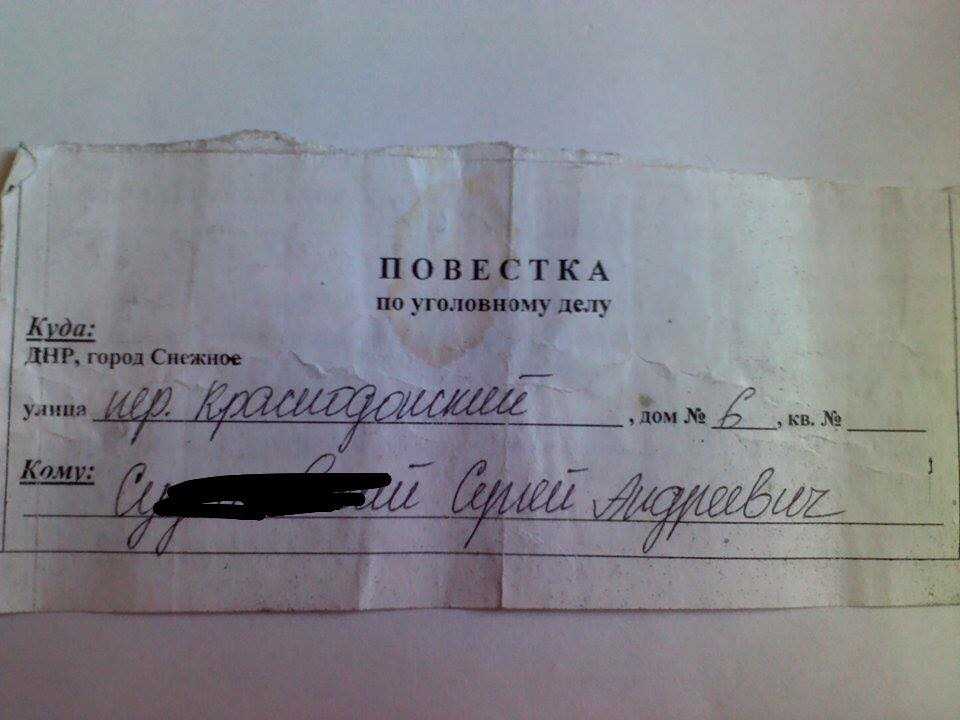 ПОВЕСТКА
по уголовному делу
Куда:
ДНР, город Снежное
улица пер. Краснодонский, дом № 6, кв. №
Кому: Сергей Андреевич